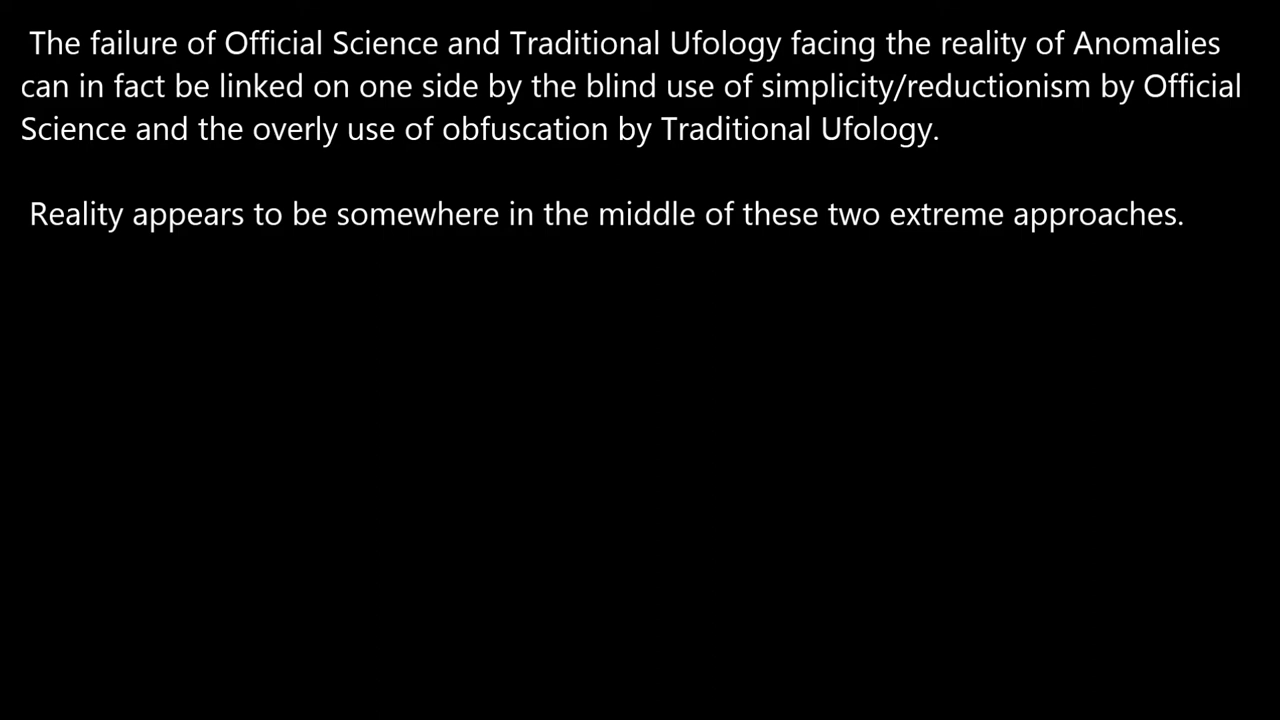 The failure of Official Science and Traditional Ufology facing the reality of Anomalies
can in fact be linked on one side by the blind use of simplicity/reductionism by Official
Science and the overly use of obfuscation by Traditional Ufology.
Reality appears to be somewhere in the middle of these two extreme approaches.